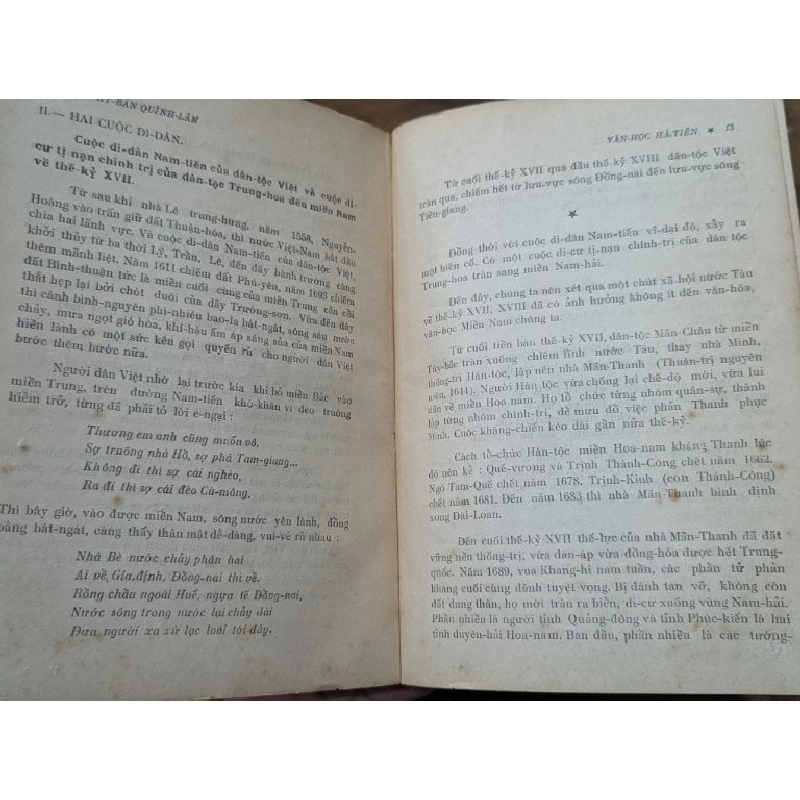 -BẢN QUỲNH-LÂM
II.— HAI CUỘC DI-DÂN.
Cuộc di-dân Nam-tiến của dân-tộc Việt và cuộc di-
cư tị-nạn chính trị của dân-tộc Trung-hoa đến miền Nam
về thế-kỷ XVII.
Từ sau khi nhà Lê trung-hưng, năm 1558, Nguyễn-
Hoàng vào trấn giữ đất Thuận-hóa, thì nước Việt-Nam bắt đầu
chia hai lãnh vực. Và cuộc di-dân Nam-tiến của dân-tộc Việt,
khởi thủy từ ba thời Lý, Trần, Lê, đến đây bành trướng càng
thêm mãnh liệt. Năm 1611 chiếm đất Phú-yên, năm 1693 chiếm
đất Bình-thuận tức là miền cuối cùng của miền Trung cằn cỗi
thắt hẹp lại bởi chót đuôi của dãy Trường-sơn. Vừa đến đây
thì cánh bình-nguyên phì-nhiêu bao-la bát-ngát, sông sâu nước
chảy, mưa ngọt gió hòa, khí-hậu ấm áp sáng sủa của miền Nam
hiền lành có một sức kêu gọi quyến rũ cho người dân Việt
bước thêm bước nữa.
Người dân Việt nhớ lại trước kia khi bỏ miền Bắc vào
miền Trung, trên đường Nam-tiến khó-khăn vì đèo truông
hiểm trở, từng đã phải tỏ lời e-ngại :
Thương em anh cũng muốn vô,
Sợ truông nhà Hồ, sợ phá Tam-giang...
Không đi thì sợ cái nghèo,
Ra đi thì sợ cái đèo Cù-mông.
Thì bây giờ, vào được miền Nam, sông nước yên lành, đồng
bằng bát-ngát, càng thấy thân mật dễ-dàng, vui-vẻ rủ nhau :
Nhà Bè nước chảy phân hai
Ai về, Gia-định, Đồng-nai thì về.
Rồng chầu ngoài Huế, ngựa tế Đồng-nai,
Nước sông trong nước lại chảy dài
Đưa người xa xứ lạc loài tới đây.
VĂN-HỌC HÀ-TIÊN ★ 13
Từ cuối thế-kỷ XVII qua đầu thế-kỷ XVIII dân-tộc Việt
tràn qua, chiếm hết từ lưu-vực sông Đồng-nai đến lưu-vực sông
Tiền-giang.
★
Đồng thời với cuộc di-dân Nam-tiến vĩ-đại đó, xẩy ra
một biến cố. Có một cuộc di-cư tị-nạn chính-trị của dân tộc
Trung-hoa tràn sang miền Nam-hải.
Đến đây, chúng ta nên xét qua một chút xã-hội nước Tàu
về thế-kỷ XVII, XVIII đã có ảnh hưởng không ít đến văn-hóa,
văn-học Miền Nam chúng ta.
Từ cuối tiền bán thế-kỷ XVII, dân-tộc Mãn-Châu từ miền
Tây-bắc tràn xuống chiếm lĩnh nước Tàu, thay nhà Minh,
thống-trị Hán-tộc, lập nên nhà Mãn-Thanh (Thuận-trị nguyên
niên, 1644). Người Hán tộc vừa chống lại chế-độ mới, vừa lui
dần về miền Hoa-nam. Họ tổ chức từng nhóm quân-sự, thành
lập từng nhóm chính-trị, để mưu đồ việc phản Thanh phục
Minh. Cuộc kháng-chiến kéo dài gần nửa thế-kỷ.
Cách tổ-chức Hán-tộc miền Hoa-nam kháng Thanh lúc
đó nên kể : Quế-vương và Trịnh Thành-Công chết năm 1662.
Ngô Tam-Quế chết năm 1678. Trịnh-Kinh (con Thành-Công)
chết năm 1681. Đến năm 1683 thì nhà Mãn-Thanh bình định
xong Đài-Loan.
Đến cuối thế-kỷ XVII thế-lực của nhà Mãn-Thanh đã đặt
vững nền thống-trị, vừa đàn-áp vừa đồng-hóa được hết Trung-
quốc. Năm 1689, vua Khang-hi nam tuần, các phần tử phản
kháng cuối cùng đành tuyệt vọng. Bị đánh tan vỡ, không còn
đất dung thân, họ mới tràn ra biển, di-cư xuống vùng Nam-hải.
Phần nhiều là người tỉnh Quảng-đông và tỉnh Phúc-kiến là hai
tỉnh duyên-hải Hoa-nam. Ban đầu, phần nhiều là các tướng-